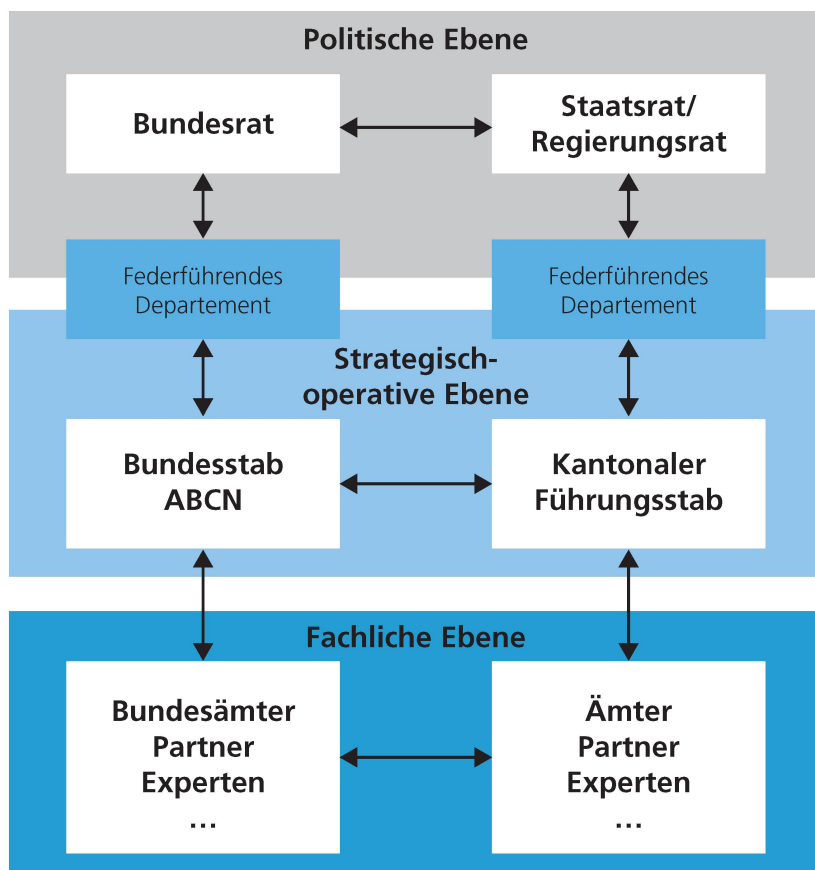 Politische Ebene
Bundesrat
Staatsrat/
Regierungsrat
Federführendes
Departement
Federführendes
Departement
Strategisch-
operative Ebene
Bundesstab
ABCN
Kantonaler
Führungsstab
Fachliche Ebene
Bundesämter
Partner
Experten
...
Ämter
Partner
Experten
...